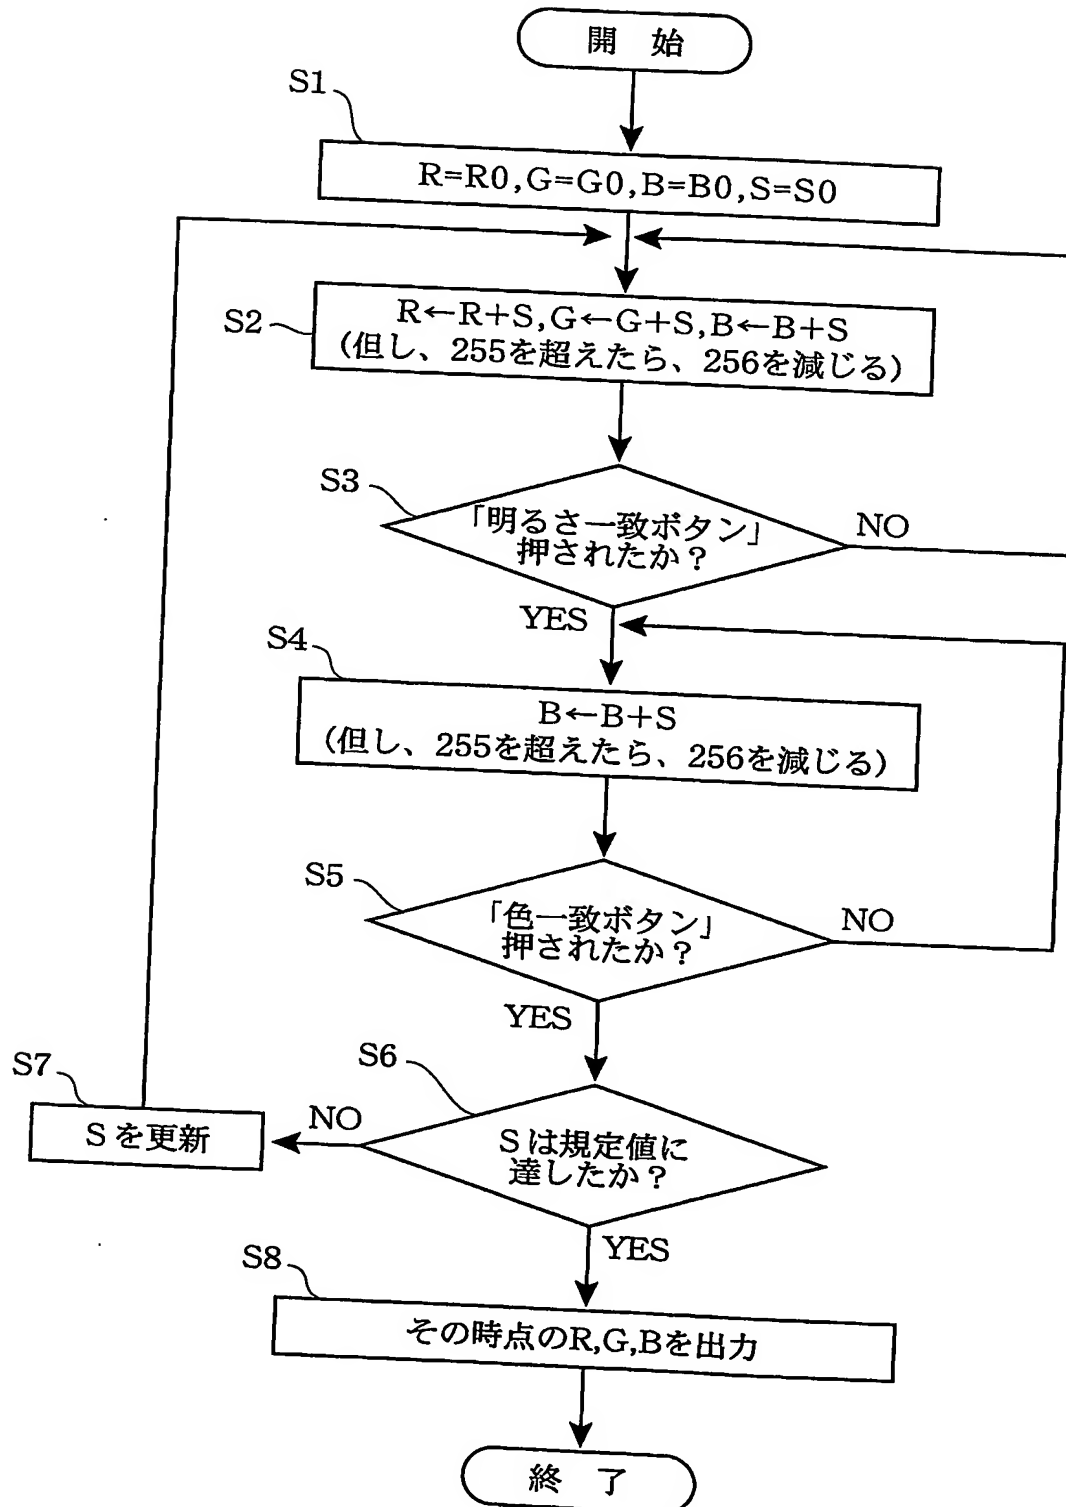 開 始
S1
R=R0,G=G0,B=B0,S=S0
S2
R←R+S,G←G+S,B←B+S
(但し、255を超えたら、256を減じる)
S3
「明るさ一致ボタン」
押されたか？
NO
YES
S4
B←B+S
(但し、255を超えたら、256を減じる)
S5
「色一致ボタン」
押されたか？
NO
YES
S6
Sは規定値に
達したか？
NO
S7
Sを更新
YES
S8
その時点のR,G,Bを出力
終 了